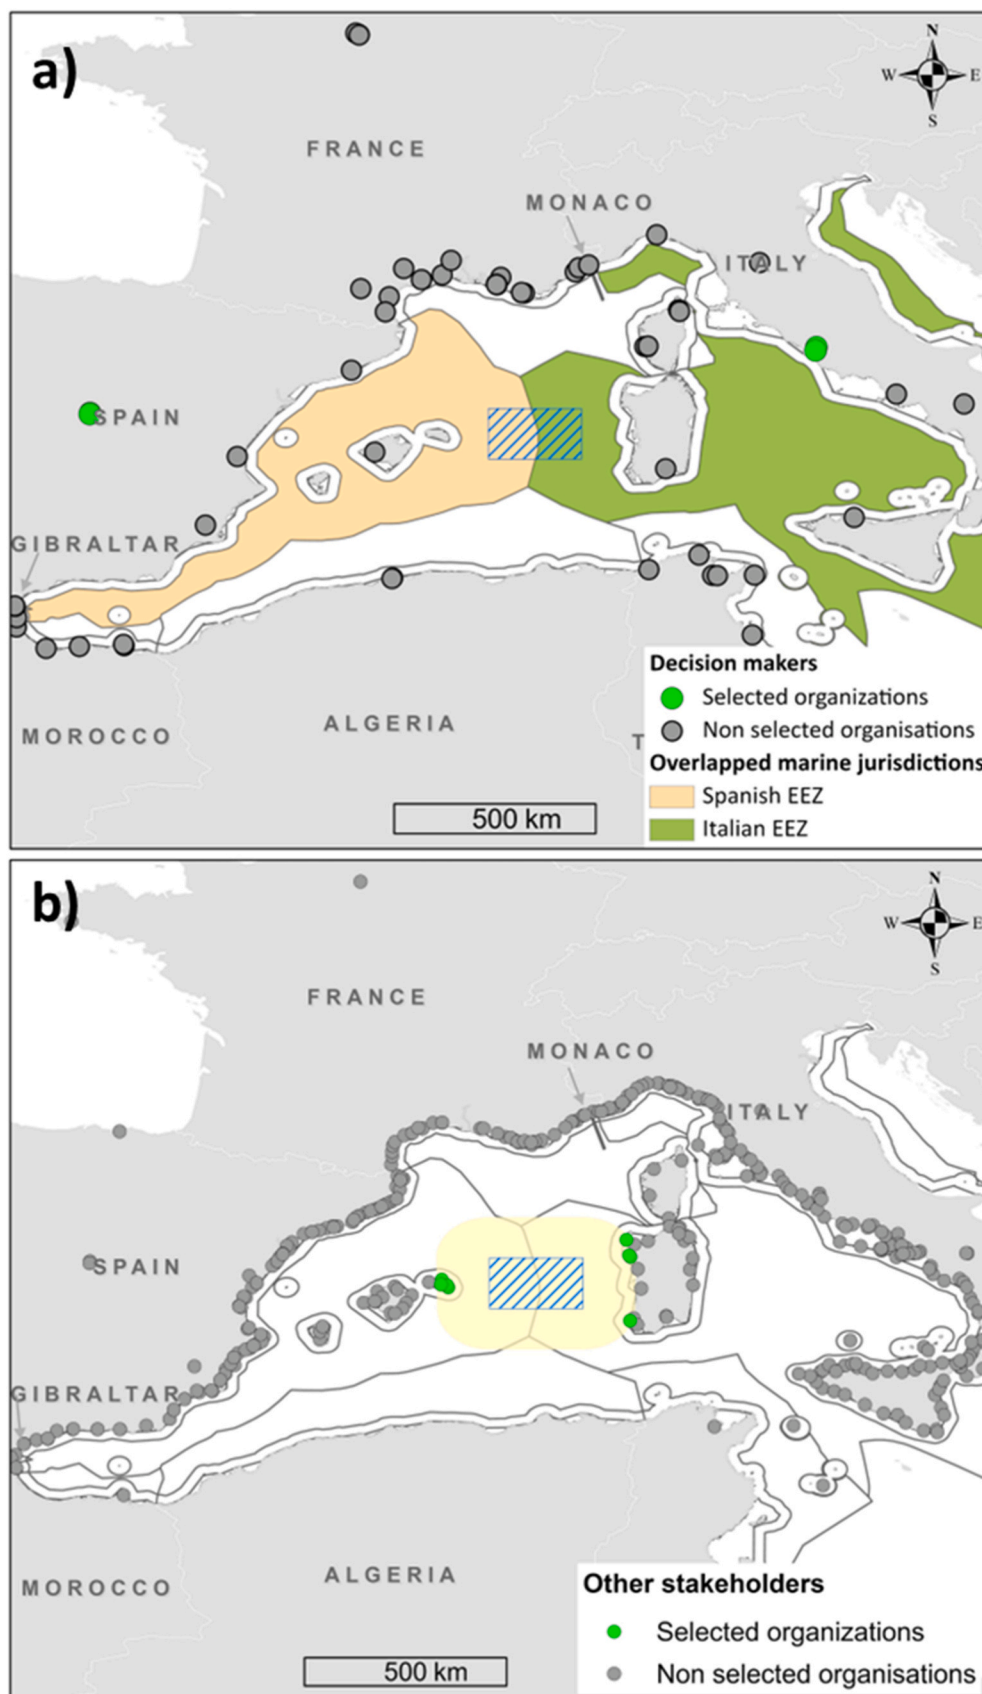 a)
N
W E
S
FRANCE
MONACO
ITALY
SPAIN
GIBRALTAR
MOROCCO
ALGERIA
T
500 km
Decision makers
Selected organizations
Non selected organisations
Overlapped marine jurisdictions
Spanish EEZ
Italian EEZ
b)
N
W E
S
FRANCE
MONACO
ITALY
SPAIN
GIBRALTAR
MOROCCO
ALGERIA
500 km
Other stakeholders
Selected organizations
Non selected organisations